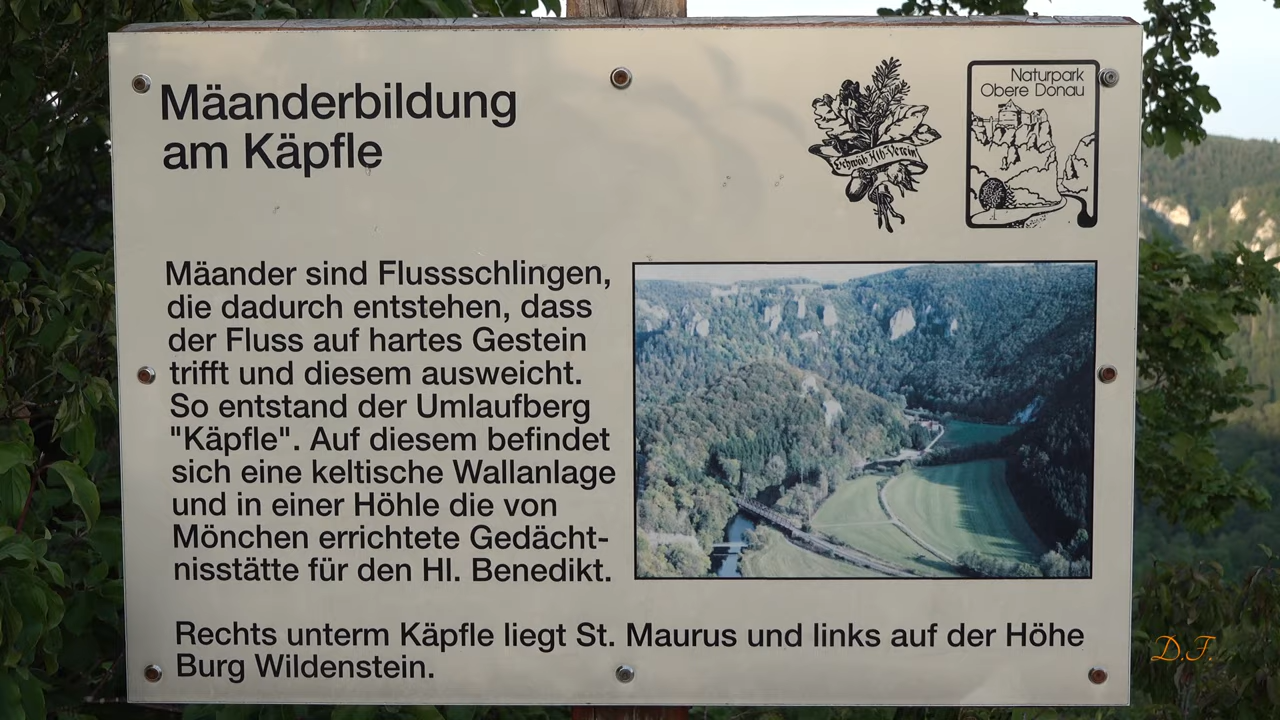 Mäanderbildung
am Käpfle
Schwäb. Alb-Verein
Naturpark
Obere Donau
Mäander sind Flussschlingen,
die dadurch entstehen, dass
der Fluss auf hartes Gestein
trifft und diesem ausweicht.
So entstand der Umlaufberg
"Käpfle". Auf diesem befindet
sich eine keltische Wallanlage
und in einer Höhle die von
Mönchen errichtete Gedächt-
nisstätte für den Hl. Benedikt.
Rechts unterm Käpfle liegt St. Maurus und links auf der Höhe
Burg Wildenstein.
D.F.